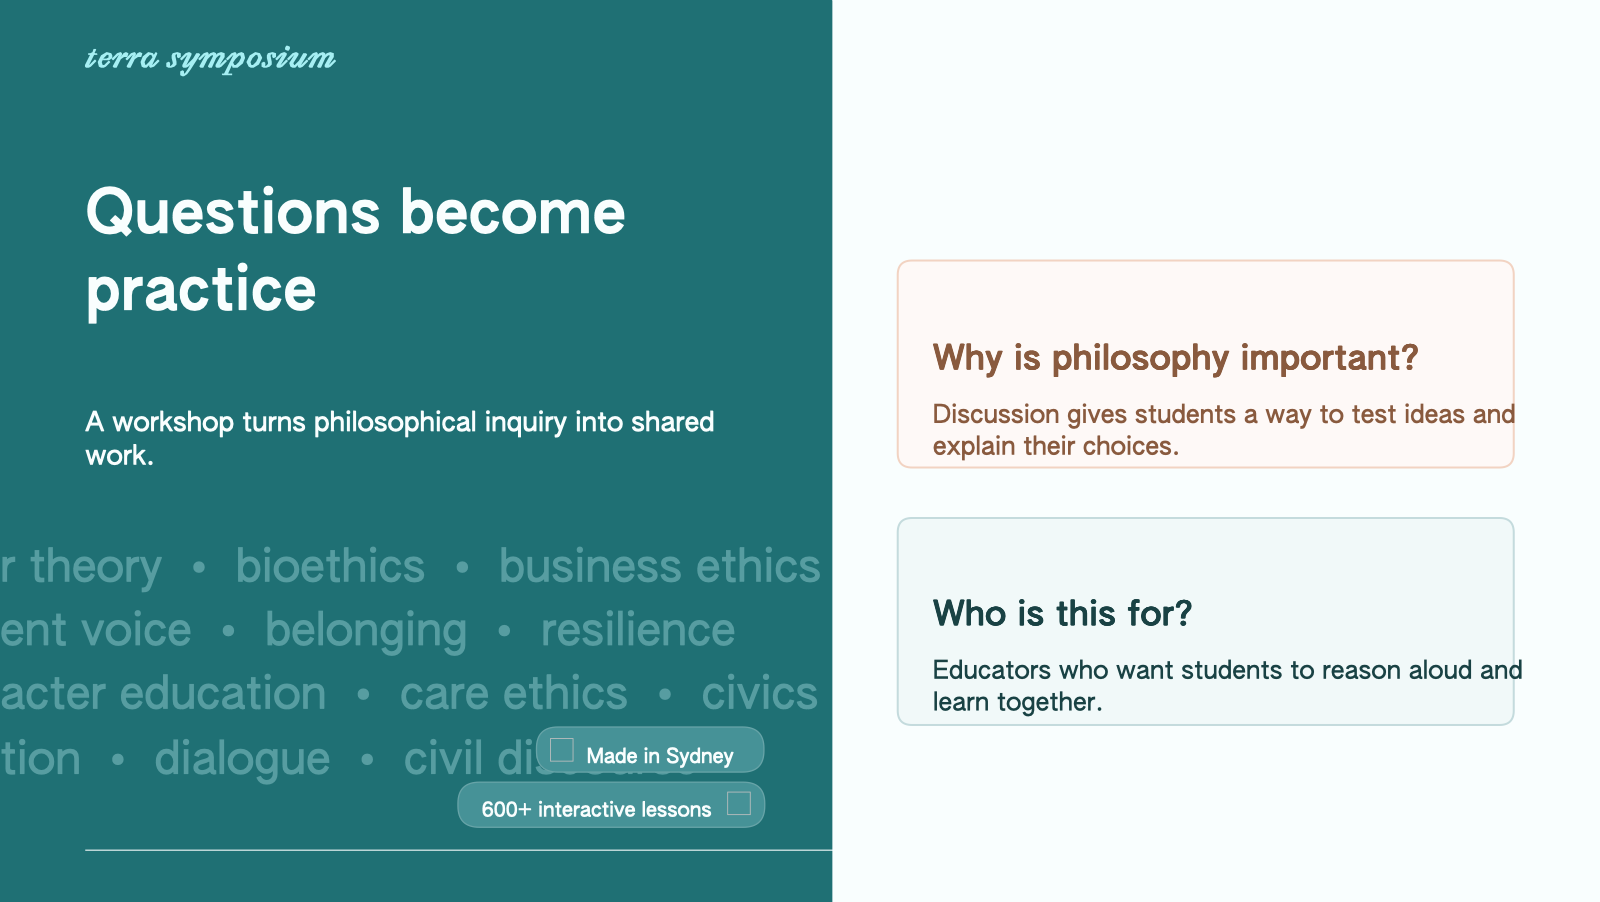 terra symposium
Questions become
practice
A workshop turns philosophical inquiry into shared
work.
r theory • bioethics • business ethics
ent voice • belonging • resilience
acter education • care ethics • civics
tion • dialogue • civil discourse
Made in Sydney
600+ interactive lessons
Why is philosophy important?
Discussion gives students a way to test ideas and
explain their choices.
Who is this for?
Educators who want students to reason aloud and
learn together.